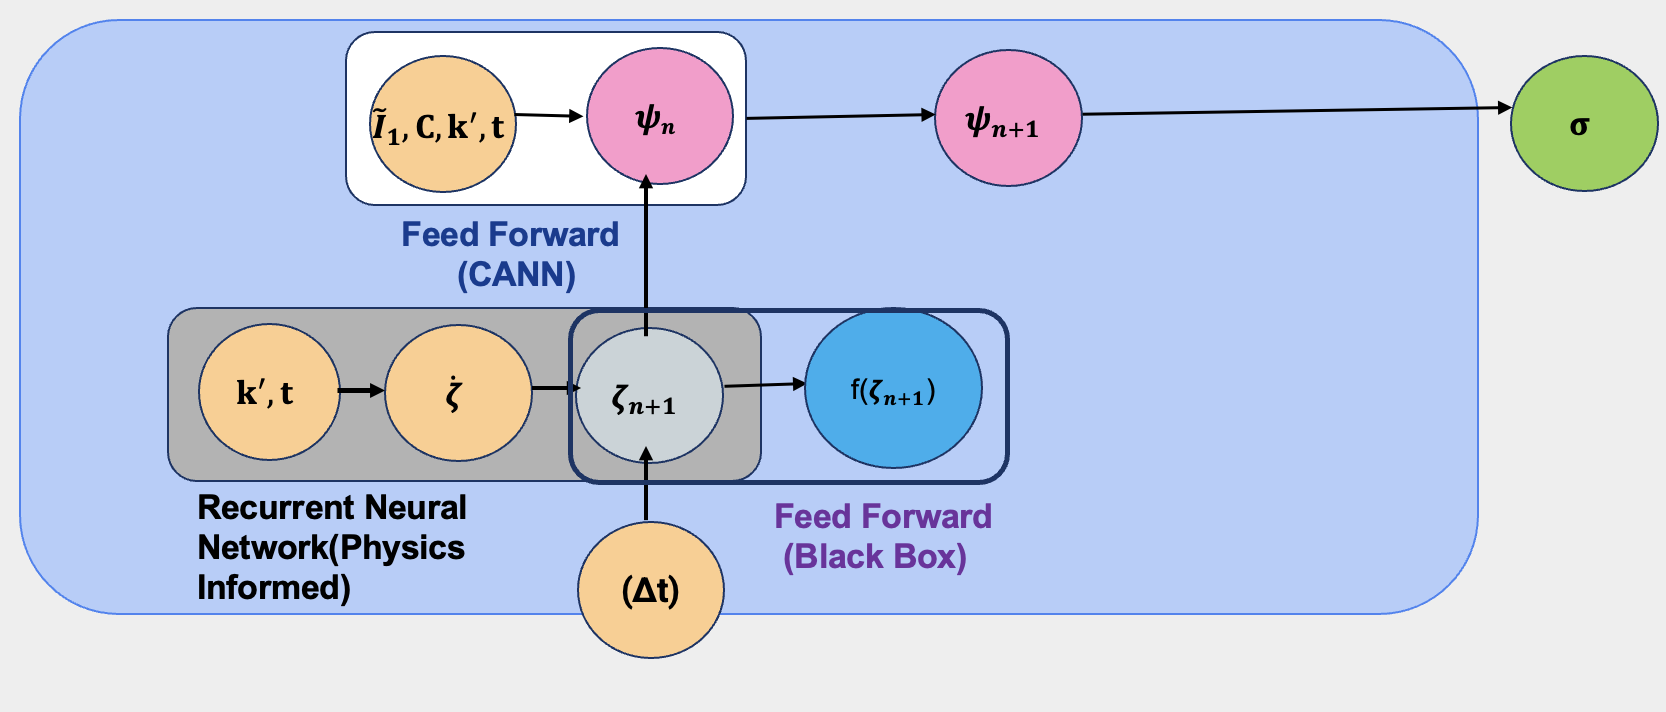 Ĩ₁, C, k′, t
ψₙ
ψₙ₊₁
σ
Feed Forward
(CANN)
k′, t
ζ̇
ζₙ₊₁
f(ζₙ₊₁)
Recurrent Neural
Network(Physics
Informed)
Feed Forward
(Black Box)
(Δt)